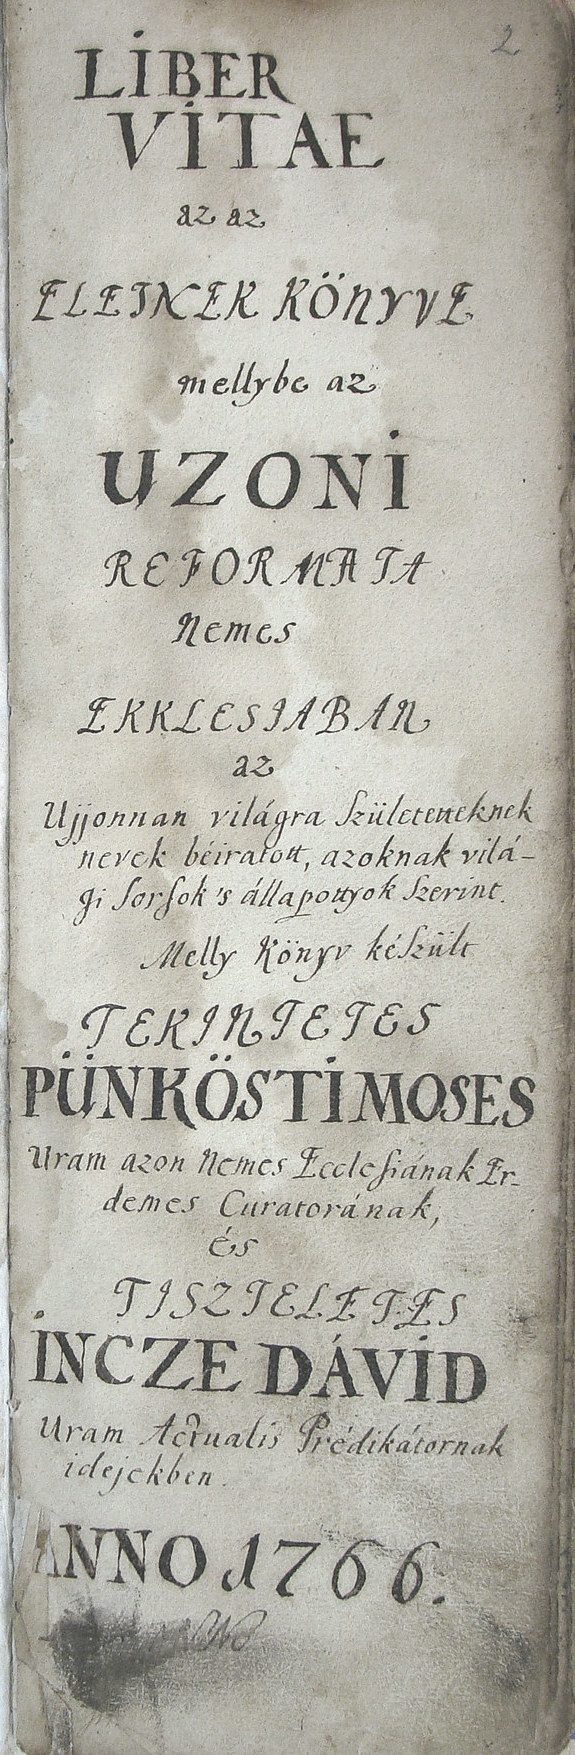 2
LIBER
VITAE
az az
ELETNEK KÖNYVE
mellybe az
UZONI
REFORMATA
Nemes
EKKLESIABAN
az
Ujjonnan világra Születetteknek
nevek béiratott, azoknak vilá-
gi Sorsok 's állapottyok Szerint.
Melly Könyv készült
TEKINTETES
PÜNKÖSTI MOSES
Uram azon Nemes Ecclesiának Er-
demes Curatorának,
és
TISZTELETES
INCZE DÁVID
Uram Actualis Prédikátornak
idejekben.
ANNO 1766.